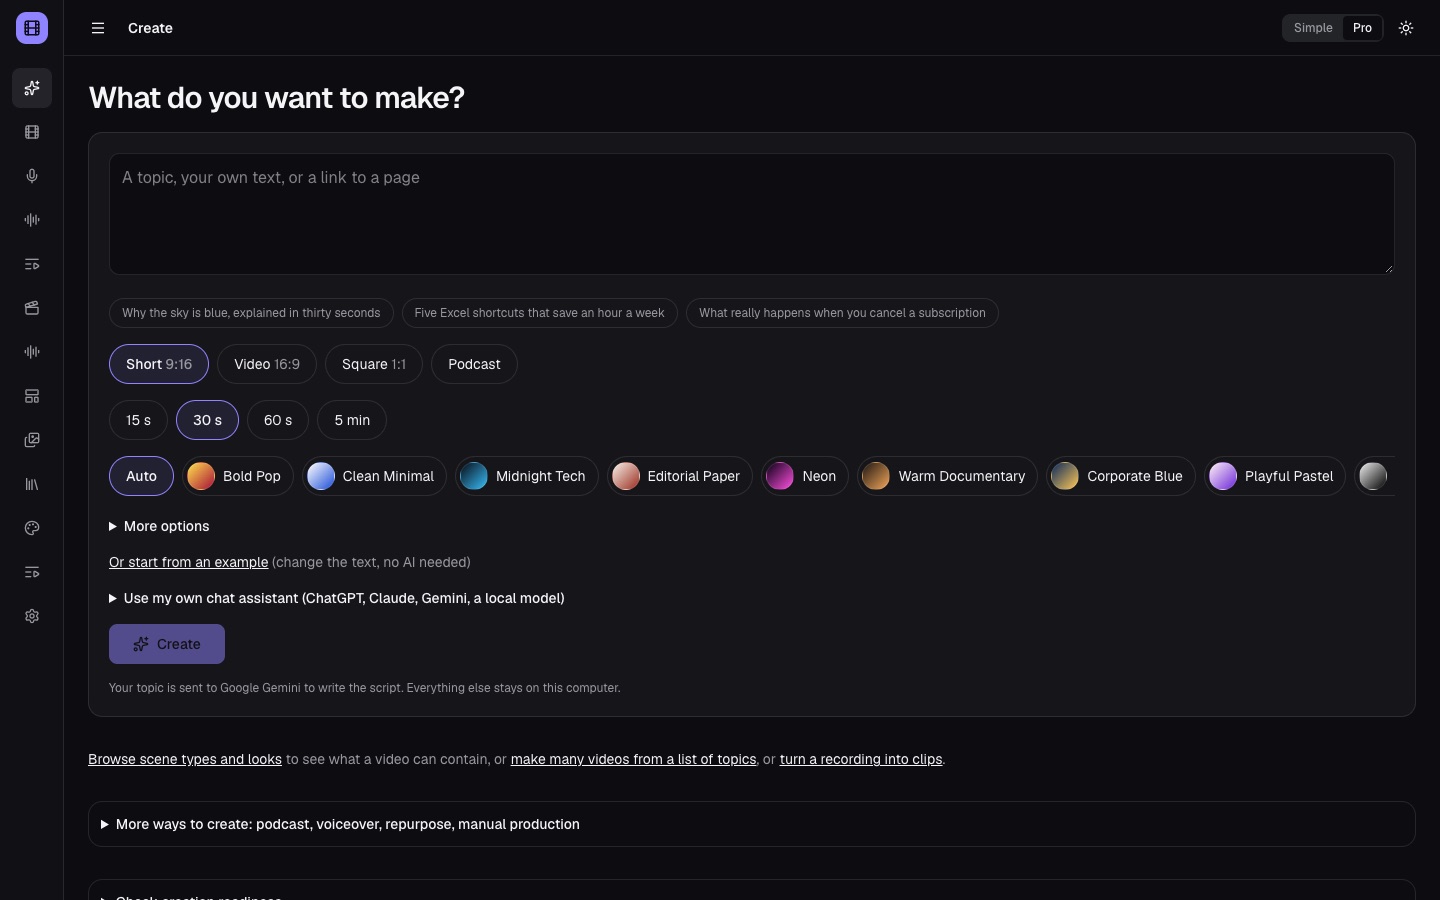 Create
Simple
Pro
What do you want to make?
A topic, your own text, or a link to a page
Why the sky is blue, explained in thirty seconds
Five Excel shortcuts that save an hour a week
What really happens when you cancel a subscription
Short 9:16
Video 16:9
Square 1:1
Podcast
15 s
30 s
60 s
5 min
Auto
Bold Pop
Clean Minimal
Midnight Tech
Editorial Paper
Neon
Warm Documentary
Corporate Blue
Playful Pastel
More options
Or start from an example (change the text, no AI needed)
Use my own chat assistant (ChatGPT, Claude, Gemini, a local model)
Create
Your topic is sent to Google Gemini to write the script. Everything else stays on this computer.
Browse scene types and looks to see what a video can contain, or make many videos from a list of topics, or turn a recording into clips.
More ways to create: podcast, voiceover, repurpose, manual production
Check creation readiness